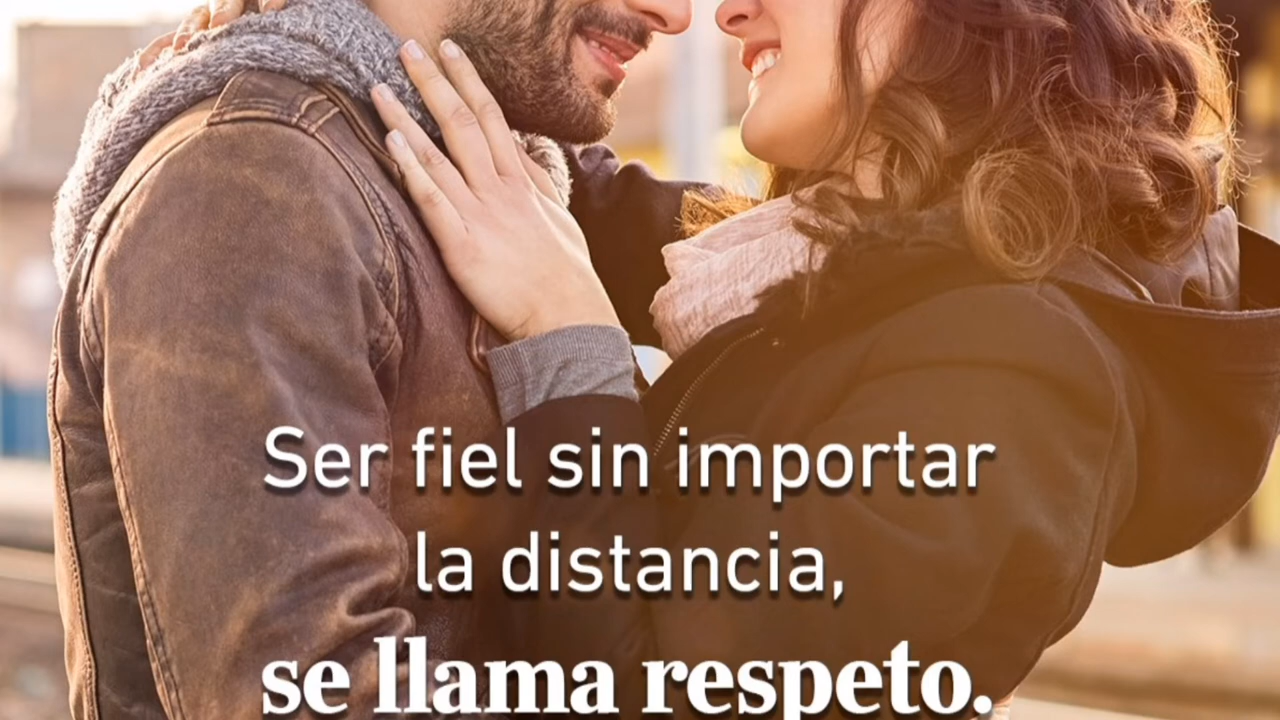 Ser fiel sin importar
la distancia,
se llama respeto.